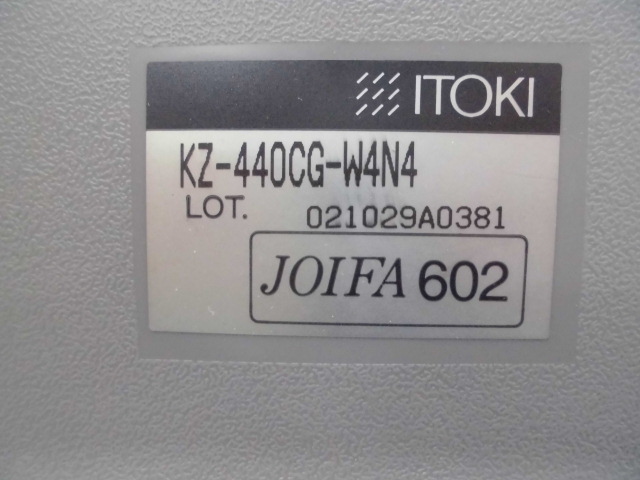 ITOKI
KZ-440CG-W4N4
LOT. 021029A0381
JOIFA 602